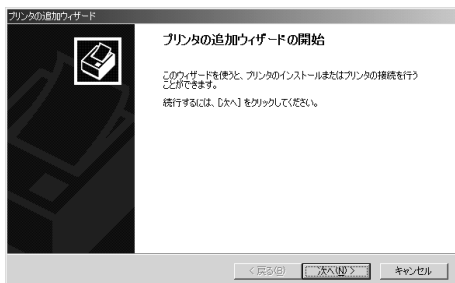 プリンタの追加ウィザード
プリンタの追加ウィザードの開始
このウィザードを使うと、プリンタのインストールまたはプリンタの接続を行う
ことができます。
続行するには、[次へ] をクリックしてください。
< 戻る(B)
次へ(N) >
キャンセル